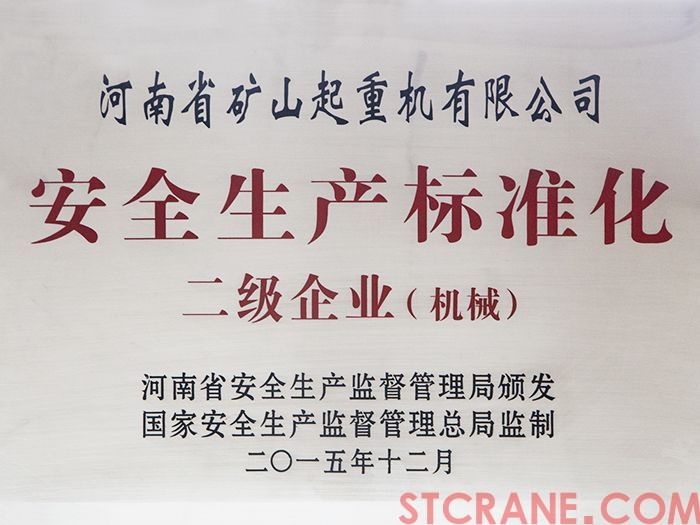 河南省矿山起重机有限公司
安全生产标准化
二级企业（机械）
河南省安全生产监督管理局颁发
国家安全生产监督管理总局监制
二〇一五年十二月
STCRANE.COM